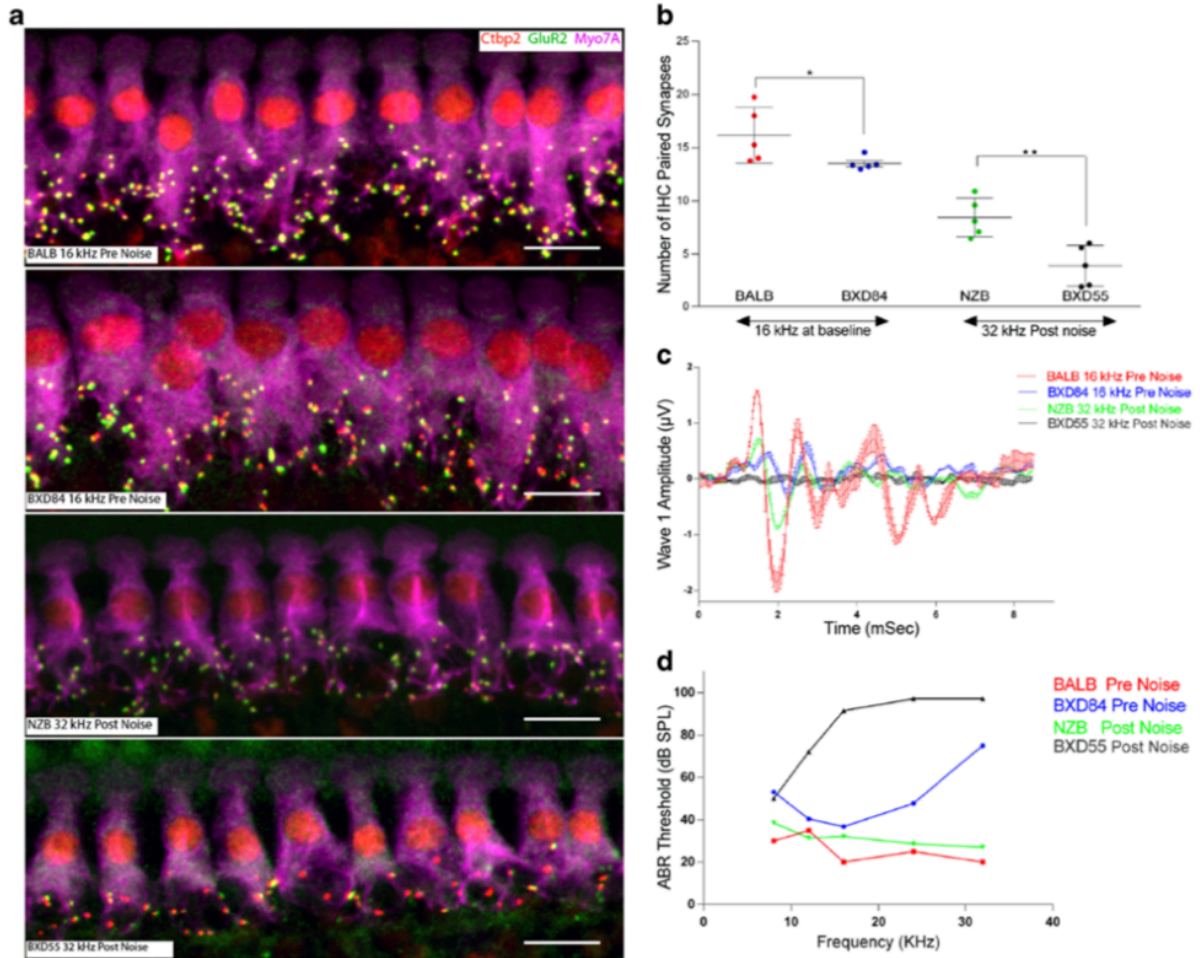 a
Ctbp2 GluR2 Myo7A
BALB 16 kHz Pre Noise
BXD84 16 kHz Pre Noise
NZB 32 kHz Post Noise
BXD55 32 kHz Post Noise
b
Number of IHC Paired Synapses
25
20
15
10
5
0
*
**
BALB BXD84 NZB BXD55
16 kHz at baseline 32 kHz Post noise
c
Wave 1 Amplitude (µV)
2
1
0
-1
-2
0 2 4 6 8
Time (mSec)
BALB 16 kHz Pre Noise
BXD84 16 kHz Pre Noise
NZB 32 kHz Post Noise
BXD55 32 kHz Post Noise
d
ABR Threshold (dB SPL)
100
80
60
40
20
0
0 10 20 30 40
Frequency (KHz)
BALB Pre Noise
BXD84 Pre Noise
NZB Post Noise
BXD55 Post Noise